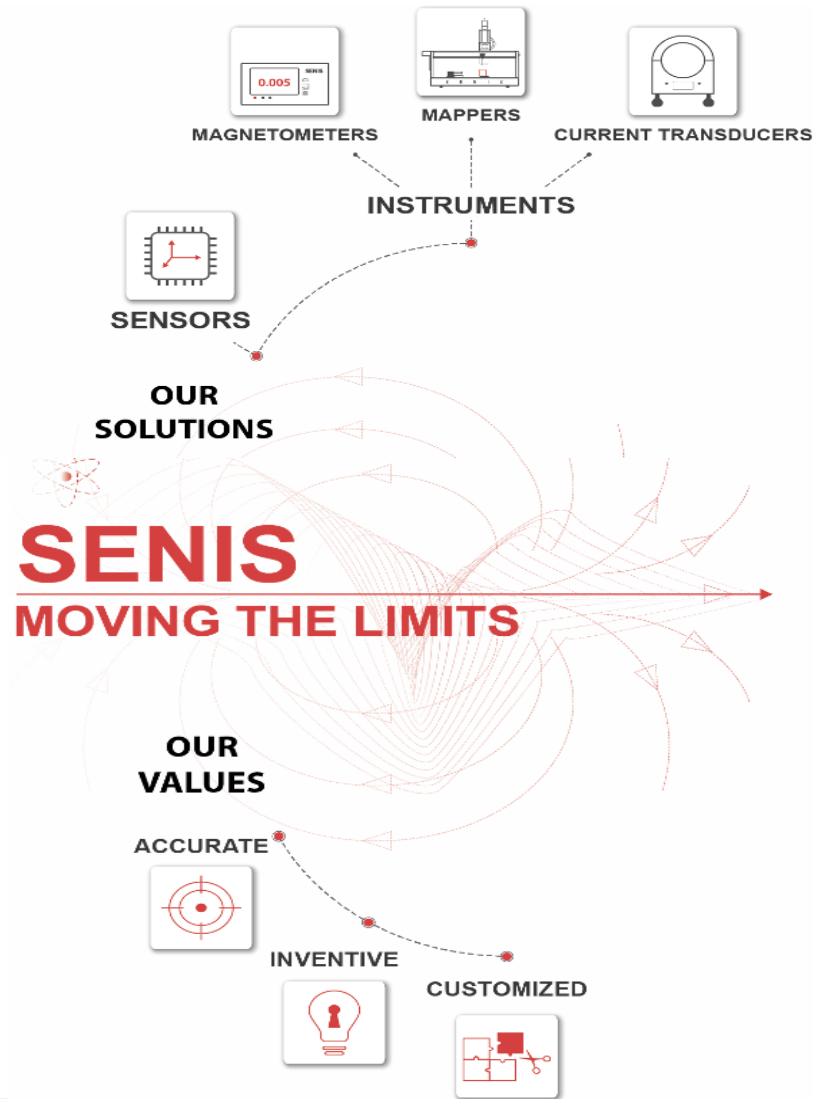 0.005
SENIS
SENIS
MAPPERS
MAGNETOMETERS
CURRENT TRANSDUCERS
INSTRUMENTS
SENSORS
OUR
SOLUTIONS
SENIS
MOVING THE LIMITS
OUR
VALUES
ACCURATE
INVENTIVE
CUSTOMIZED